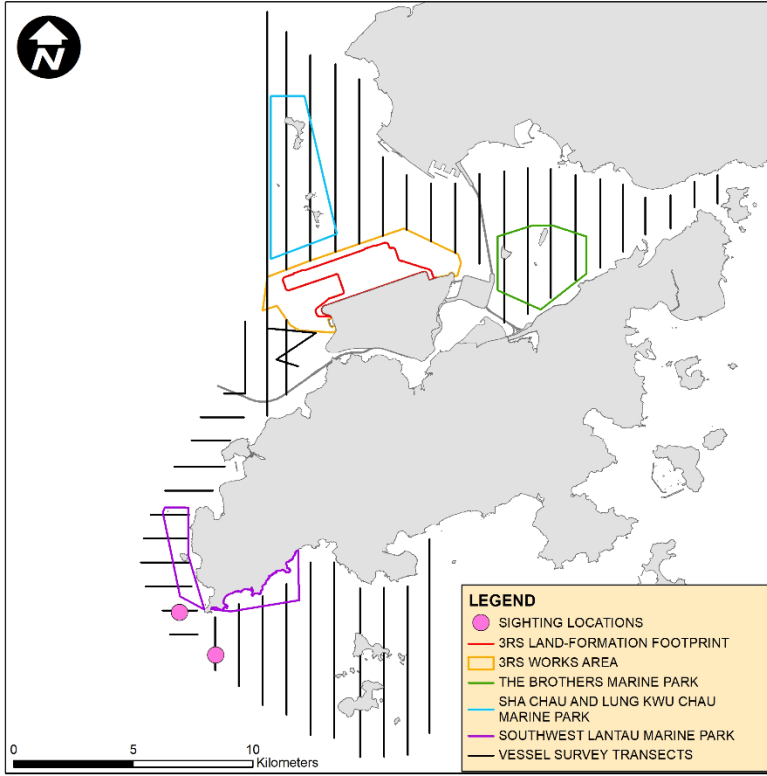 N
LEGEND
SIGHTING LOCATIONS
3RS LAND-FORMATION FOOTPRINT
3RS WORKS AREA
THE BROTHERS MARINE PARK
SHA CHAU AND LUNG KWU CHAU
MARINE PARK
SOUTHWEST LANTAU MARINE PARK
VESSEL SURVEY TRANSECTS
0 5 10
Kilometers